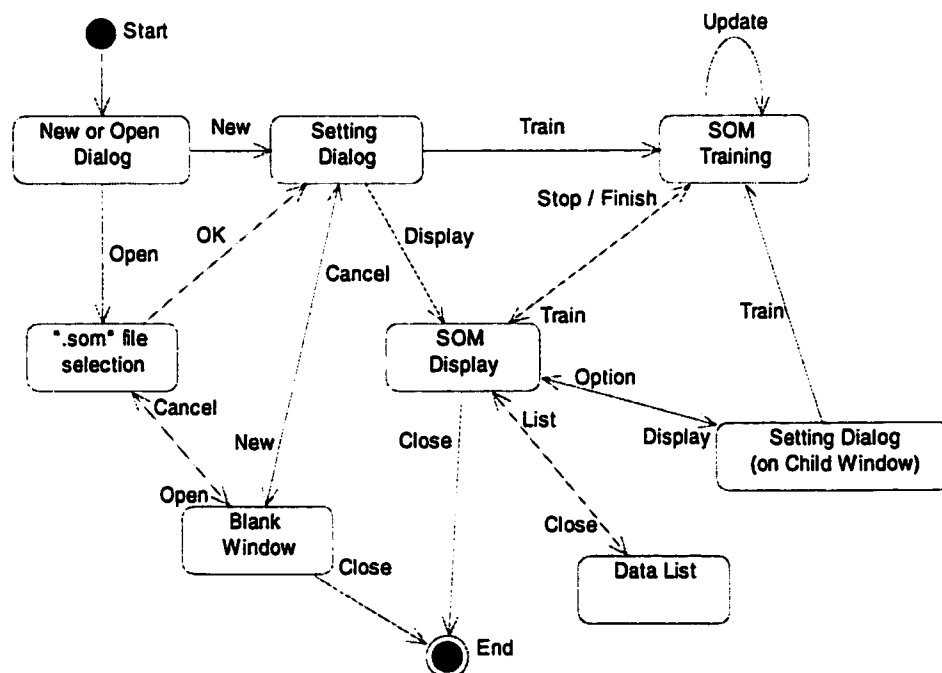 Update
Start
New or Open
Dialog
New
Setting
Dialog
Train
SOM
Training
Stop / Finish
OK
Display
Open
Cancel
".som" file
selection
Train
Train
SOM
Display
Option
Cancel
List
Close
New
Display
Setting Dialog
(on Child Window)
Open
Blank
Window
Close
Close
Data List
End